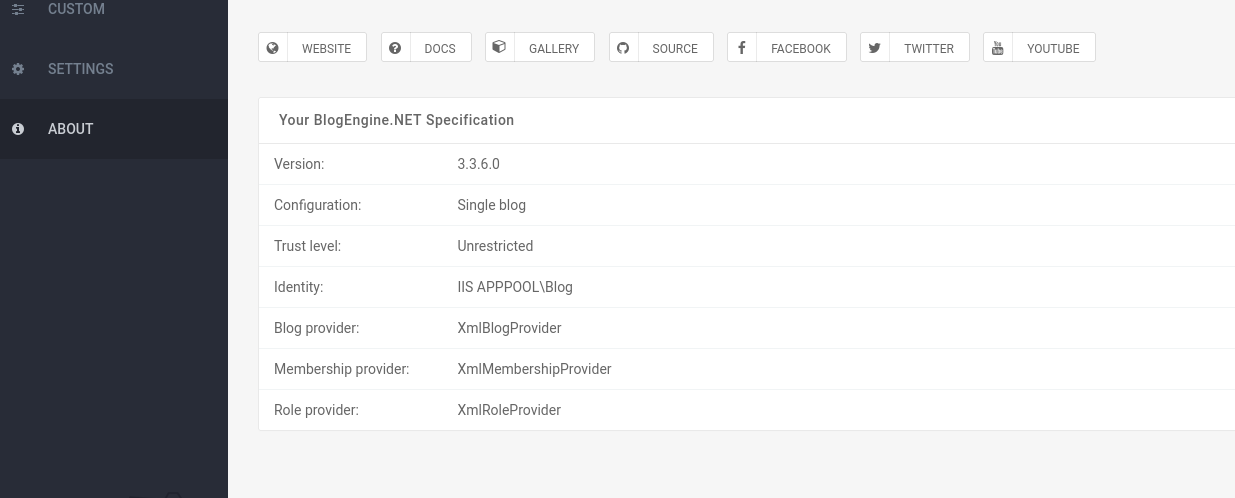 CUSTOM
SETTINGS
ABOUT
WEBSITE DOCS GALLERY SOURCE FACEBOOK TWITTER YOUTUBE
Your BlogEngine.NET Specification
Version: 3.3.6.0
Configuration: Single blog
Trust level: Unrestricted
Identity: IIS APPPOOL\Blog
Blog provider: XmlBlogProvider
Membership provider: XmlMembershipProvider
Role provider: XmlRoleProvider